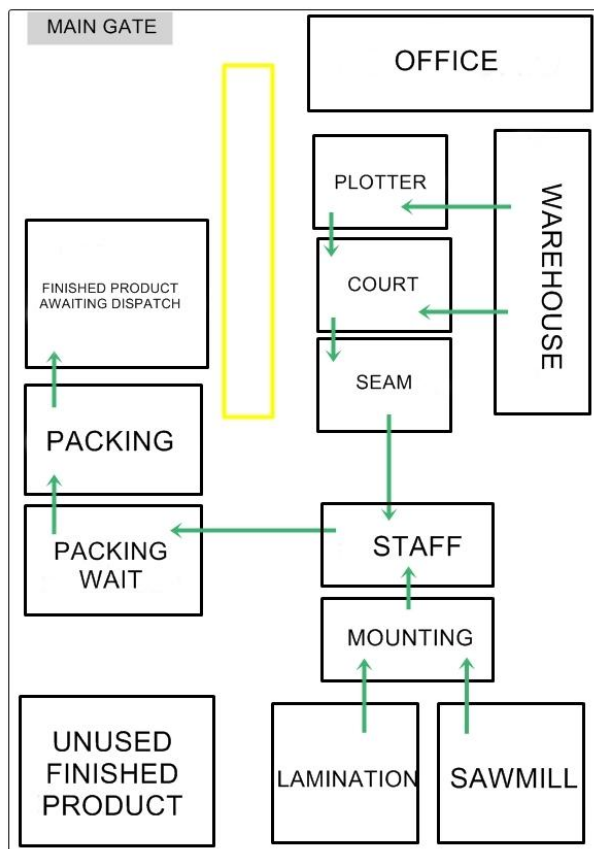 MAIN GATE
OFFICE
PLOTTER
WAREHOUSE
COURT
FINISHED PRODUCT
AWAITING DISPATCH
SEAM
PACKING
STAFF
PACKING
WAIT
MOUNTING
UNUSED
FINISHED
PRODUCT
LAMINATION
SAWMILL